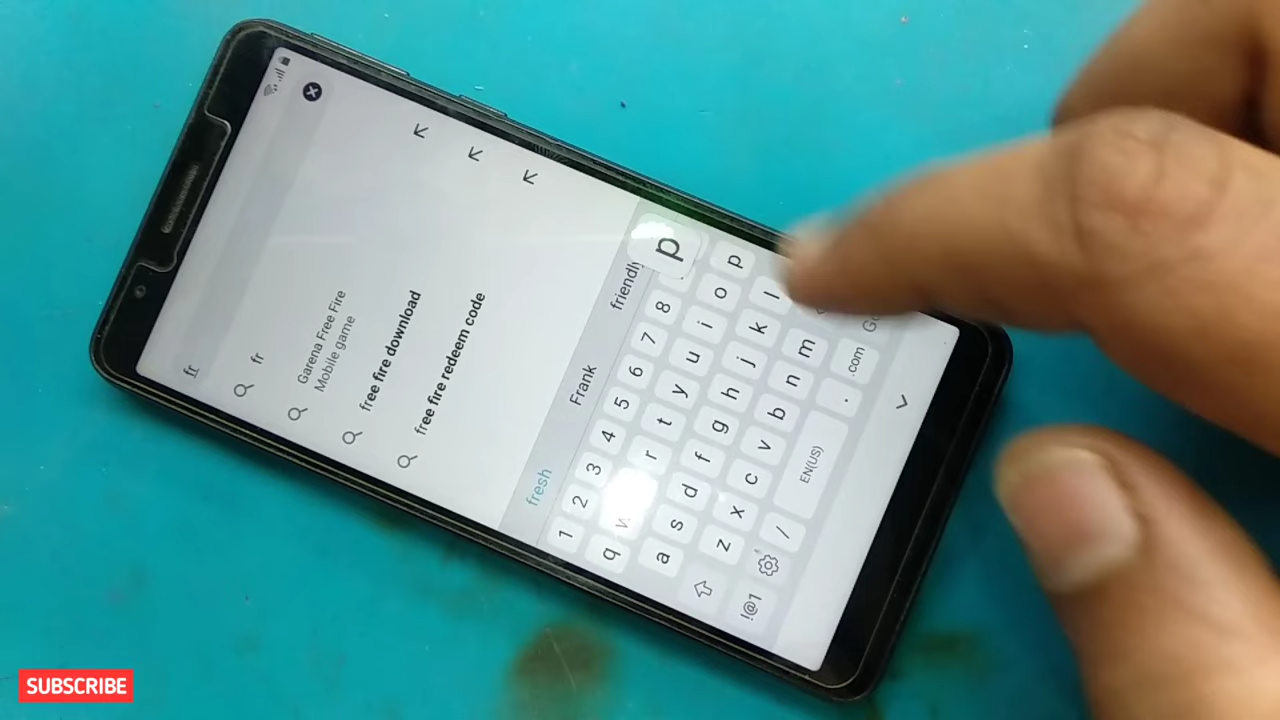 fr
fr
Garena Free Fire
Mobile game
free fire download
free fire redeem code
fresh Frank friendly
p
1 2 3 4 5 6 7 8
q w r t y u i o p
a s d f g h j k l
z x c v b n m
!@1 / EN(US) . .com
SUBSCRIBE